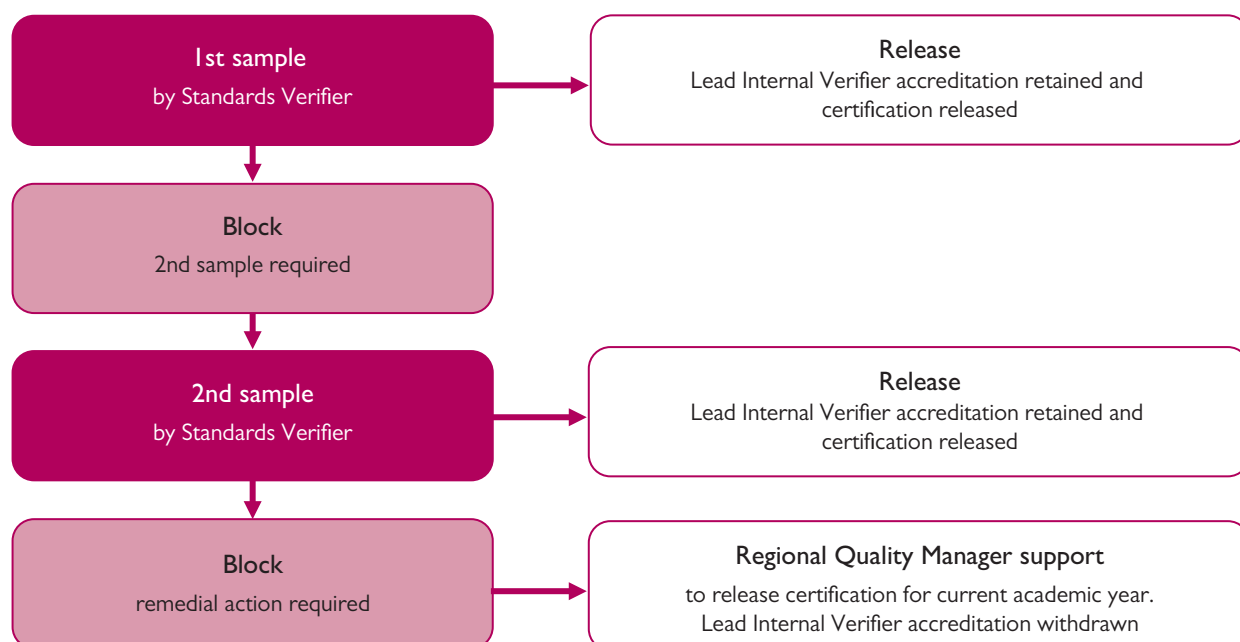 1st sample
by Standards Verifier
Release
Lead Internal Verifier accreditation retained and
certification released
Block
2nd sample required
2nd sample
by Standards Verifier
Release
Lead Internal Verifier accreditation retained and
certification released
Block
remedial action required
Regional Quality Manager support
to release certification for current academic year.
Lead Internal Verifier accreditation withdrawn